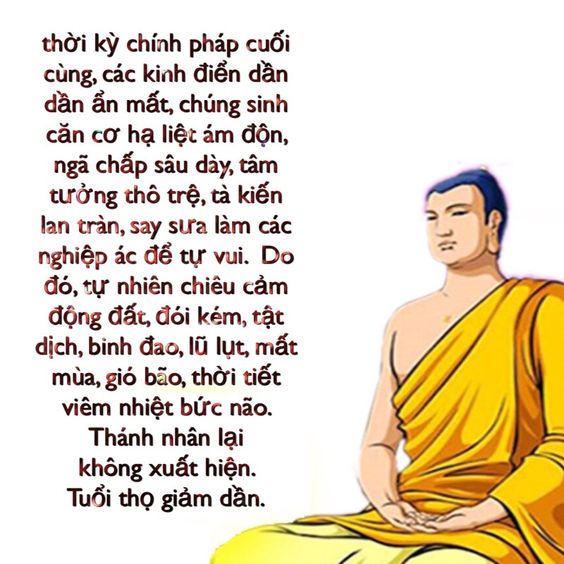 thời kỳ chính pháp cuối
cùng, các kinh điển dần
dần ẩn mất, chúng sinh
căn cơ hạ liệt ám độn,
ngã chấp sâu dày, tâm
tưởng thô trệ, tà kiến
lan tràn, say sưa làm các
nghiệp ác để tự vui. Do
đó, tự nhiên chiêu cảm
động đất, đói kém, tật
dịch, binh đao, lũ lụt, mất
mùa, gió bão, thời tiết
viêm nhiệt bức não.
Thánh nhân lại
không xuất hiện.
Tuổi thọ giảm dần.